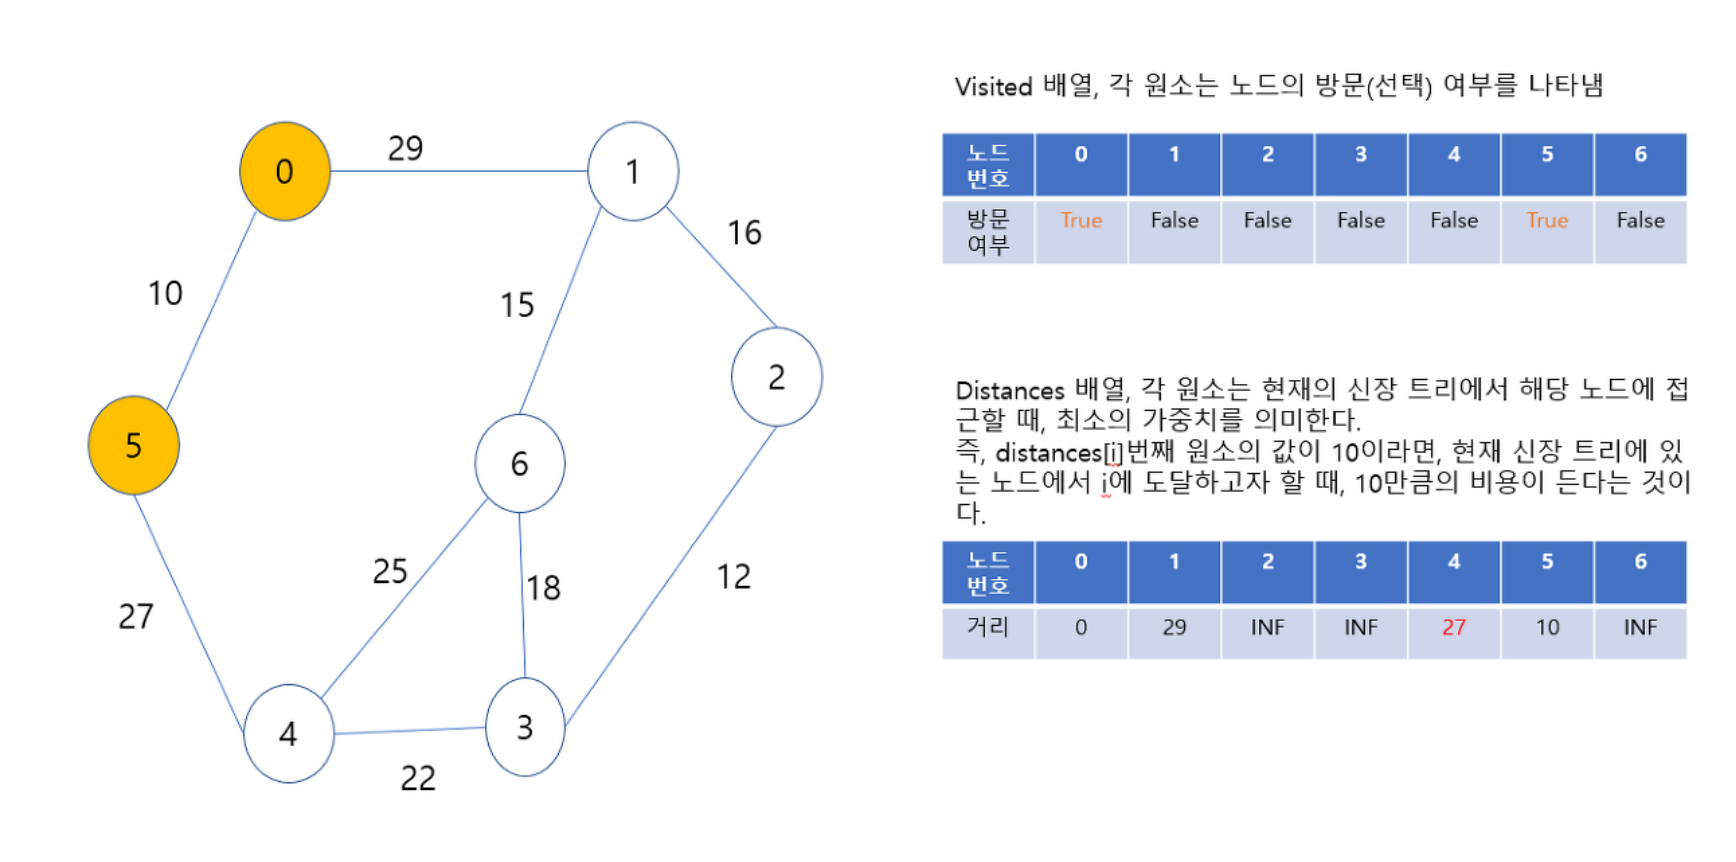 0
29
1
16
10
15
2
5
6
25
18
12
27
4
3
22
Visited 배열, 각 원소는 노드의 방문(선택) 여부를 나타냄
노드 번호 0 1 2 3 4 5 6
방문 여부 True False False False False True False
Distances 배열, 각 원소는 현재의 신장 트리에서 해당 노드에 접
근할 때, 최소의 가중치를 의미한다.
즉, distances[i]번째 원소의 값이 10이라면, 현재 신장 트리에 있
는 노드에서 i에 도달하고자 할 때, 10만큼의 비용이 든다는 것이
다.
노드 번호 0 1 2 3 4 5 6
거리 0 29 INF INF 27 10 INF